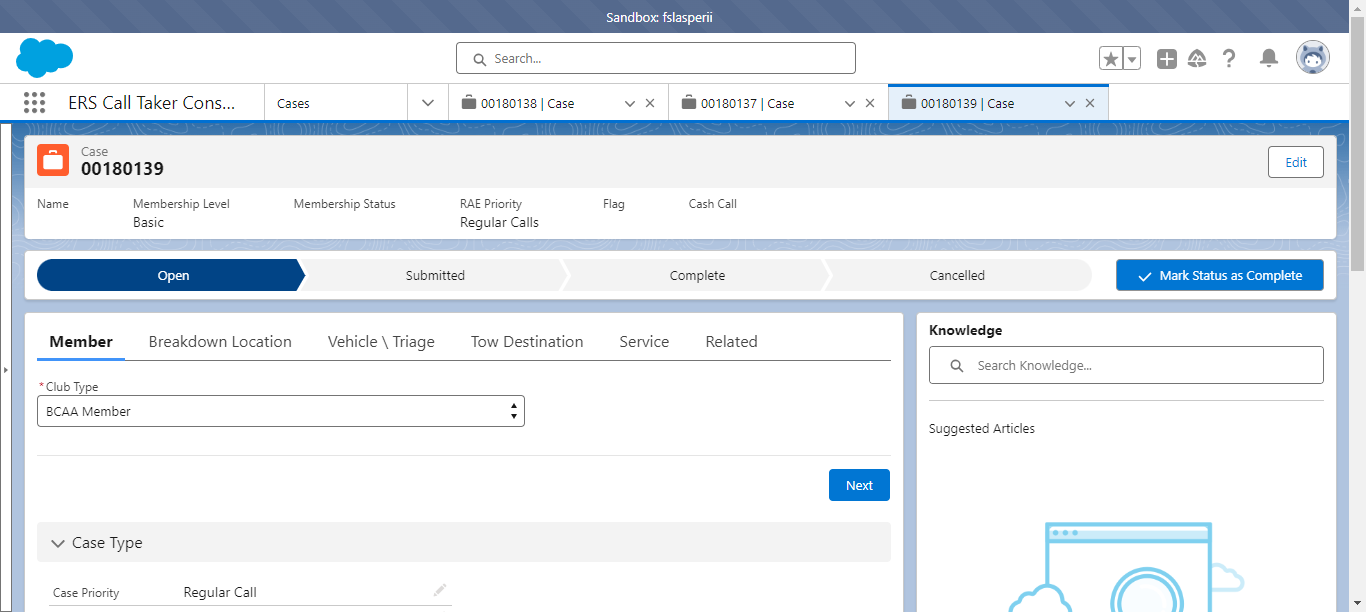 Sandbox: fslasperii
Search...
ERS Call Taker Cons...
Cases
00180138 | Case
00180137 | Case
00180139 | Case
Case
00180139
Edit
Name
Membership Level
Basic
Membership Status
RAE Priority
Regular Calls
Flag
Cash Call
Open
Submitted
Complete
Cancelled
Mark Status as Complete
Member
Breakdown Location
Vehicle \ Triage
Tow Destination
Service
Related
*Club Type
BCAA Member
Next
Case Type
Case Priority
Regular Call
Knowledge
Search Knowledge...
Suggested Articles